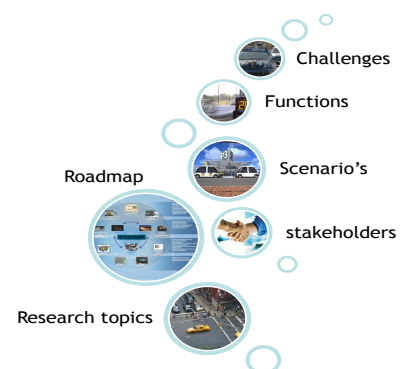 Challenges
Functions
Scenario's
Roadmap
stakeholders
Research topics